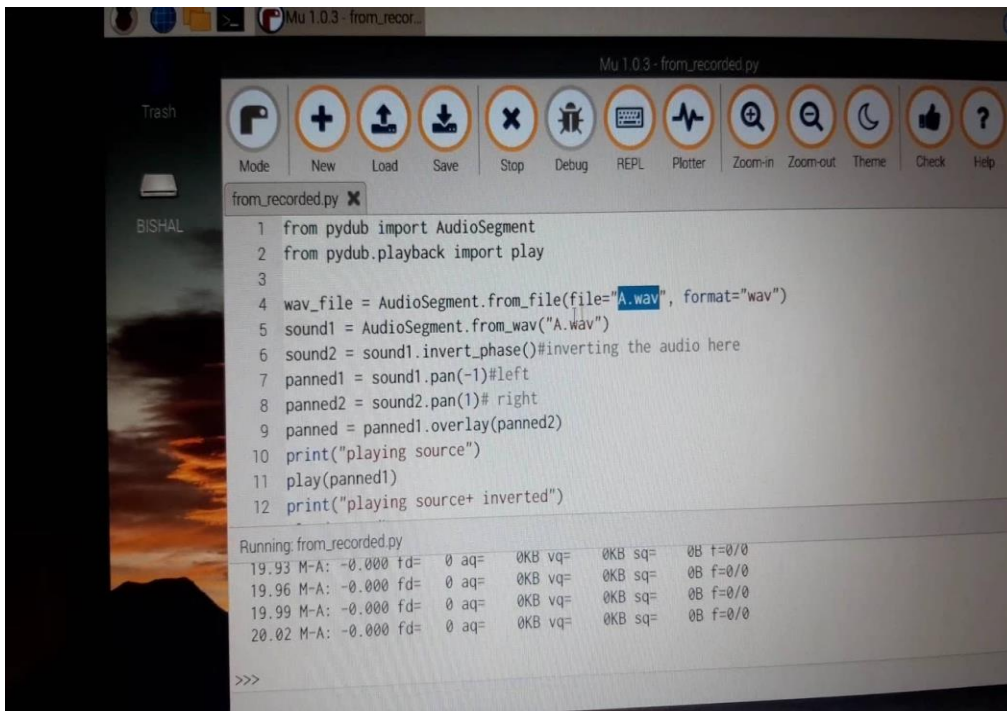 Mu 1.0.3 - from_recor...
Mu 1.0.3 - from_recorded.py
Trash
BISHAL
Mode New Load Save Stop Debug REPL Plotter Zoom-in Zoom-out Theme Check Help
from_recorded.py
1 from pydub import AudioSegment
2 from pydub.playback import play
3
4 wav_file = AudioSegment.from_file(file="A.wav", format="wav")
5 sound1 = AudioSegment.from_wav("A.wav")
6 sound2 = sound1.invert_phase()#inverting the audio here
7 panned1 = sound1.pan(-1)#left
8 panned2 = sound2.pan(1)# right
9 panned = panned1.overlay(panned2)
10 print("playing source")
11 play(panned1)
12 print("playing source+ inverted")
Running: from_recorded.py
19.93 M-A: -0.000 fd= 0 aq= 0KB vq= 0KB sq= 0B f=0/0
19.96 M-A: -0.000 fd= 0 aq= 0KB vq= 0KB sq= 0B f=0/0
19.99 M-A: -0.000 fd= 0 aq= 0KB vq= 0KB sq= 0B f=0/0
20.02 M-A: -0.000 fd= 0 aq= 0KB vq= 0KB sq= 0B f=0/0
>>>